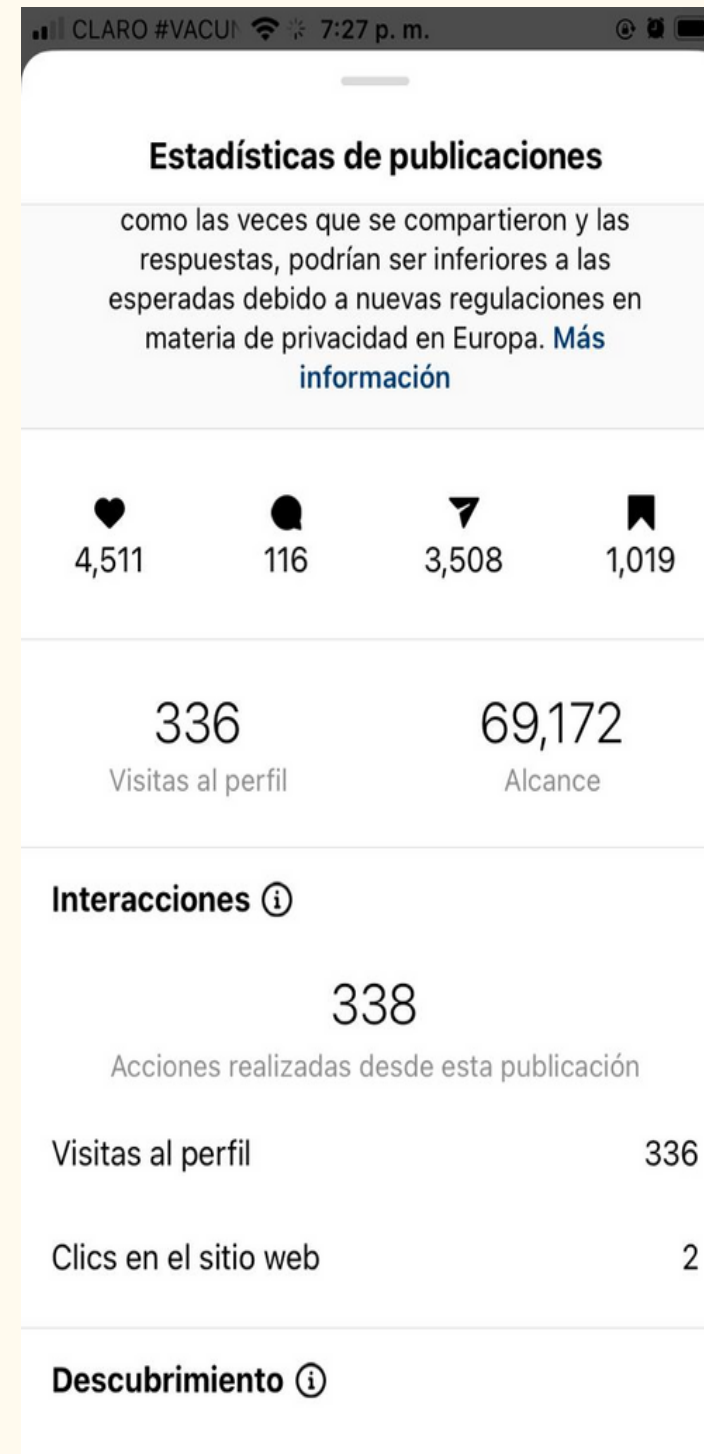 CLARO #VACUN 7:27 p. m.
Estadísticas de publicaciones
como las veces que se compartieron y las
respuestas, podrían ser inferiores a las
esperadas debido a nuevas regulaciones en
materia de privacidad en Europa. Más
información
4,511 116 3,508 1,019
336 69,172
Visitas al perfil Alcance
Interacciones
338
Acciones realizadas desde esta publicación
Visitas al perfil 336
Clics en el sitio web 2
Descubrimiento